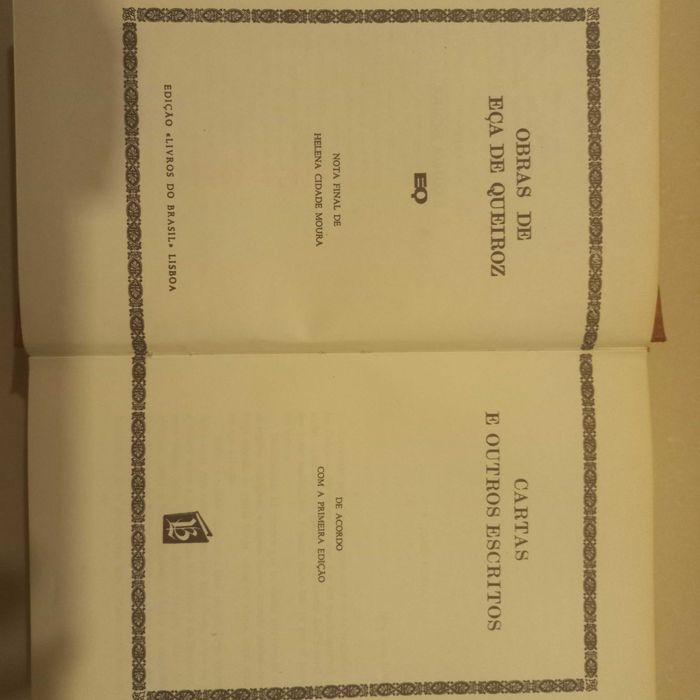 OBRAS DE
EÇA DE QUEIROZ
EQ
NOTA FINAL DE
HELENA CIDADE MOURA
EDIÇÃO «LIVROS DO BRASIL» LISBOA
CARTAS
E OUTROS ESCRITOS
DE ACORDO
COM A PRIMEIRA EDIÇÃO